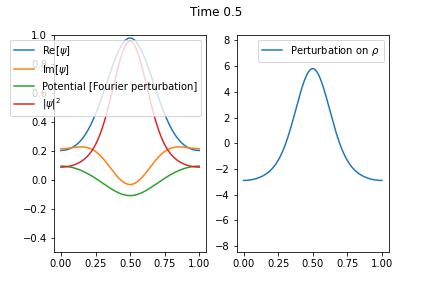 Time 0.5
Re[ψ]
Im[ψ]
Potential [Fourier perturbation]
|ψ|²
1.0
0.8
0.6
0.4
0.2
0.0
−0.2
−0.4
0.00 0.25 0.50 0.75 1.00
Perturbation on ρ
8
6
4
2
0
−2
−4
−6
−8
0.00 0.25 0.50 0.75 1.00